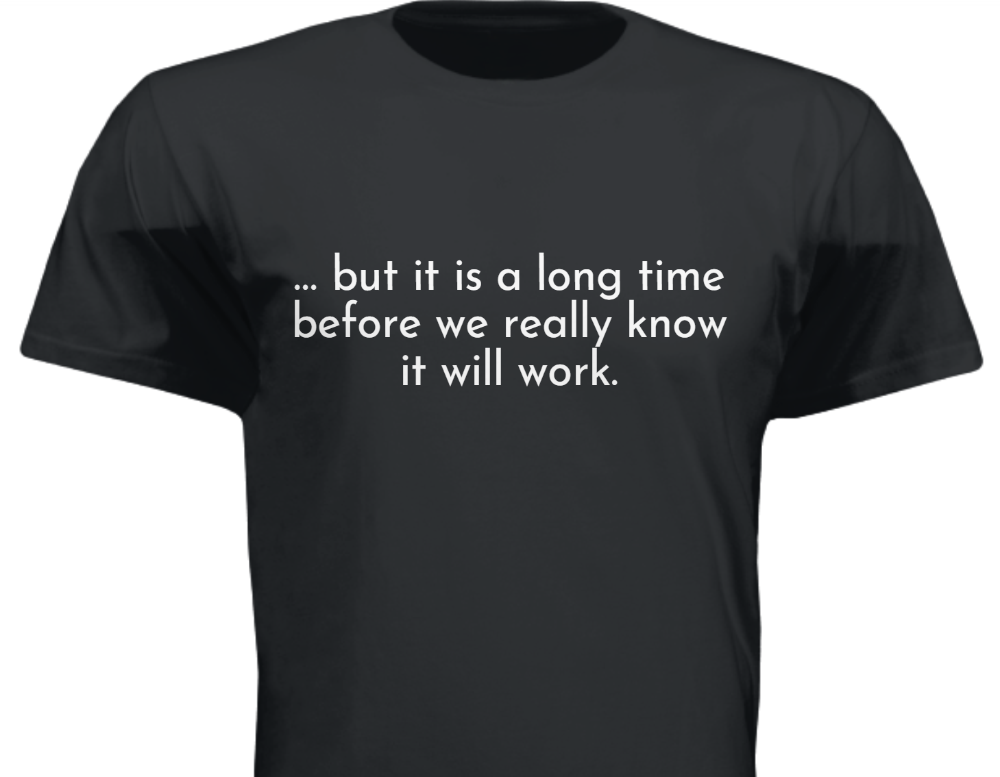 ... but it is a long time
before we really know
it will work.